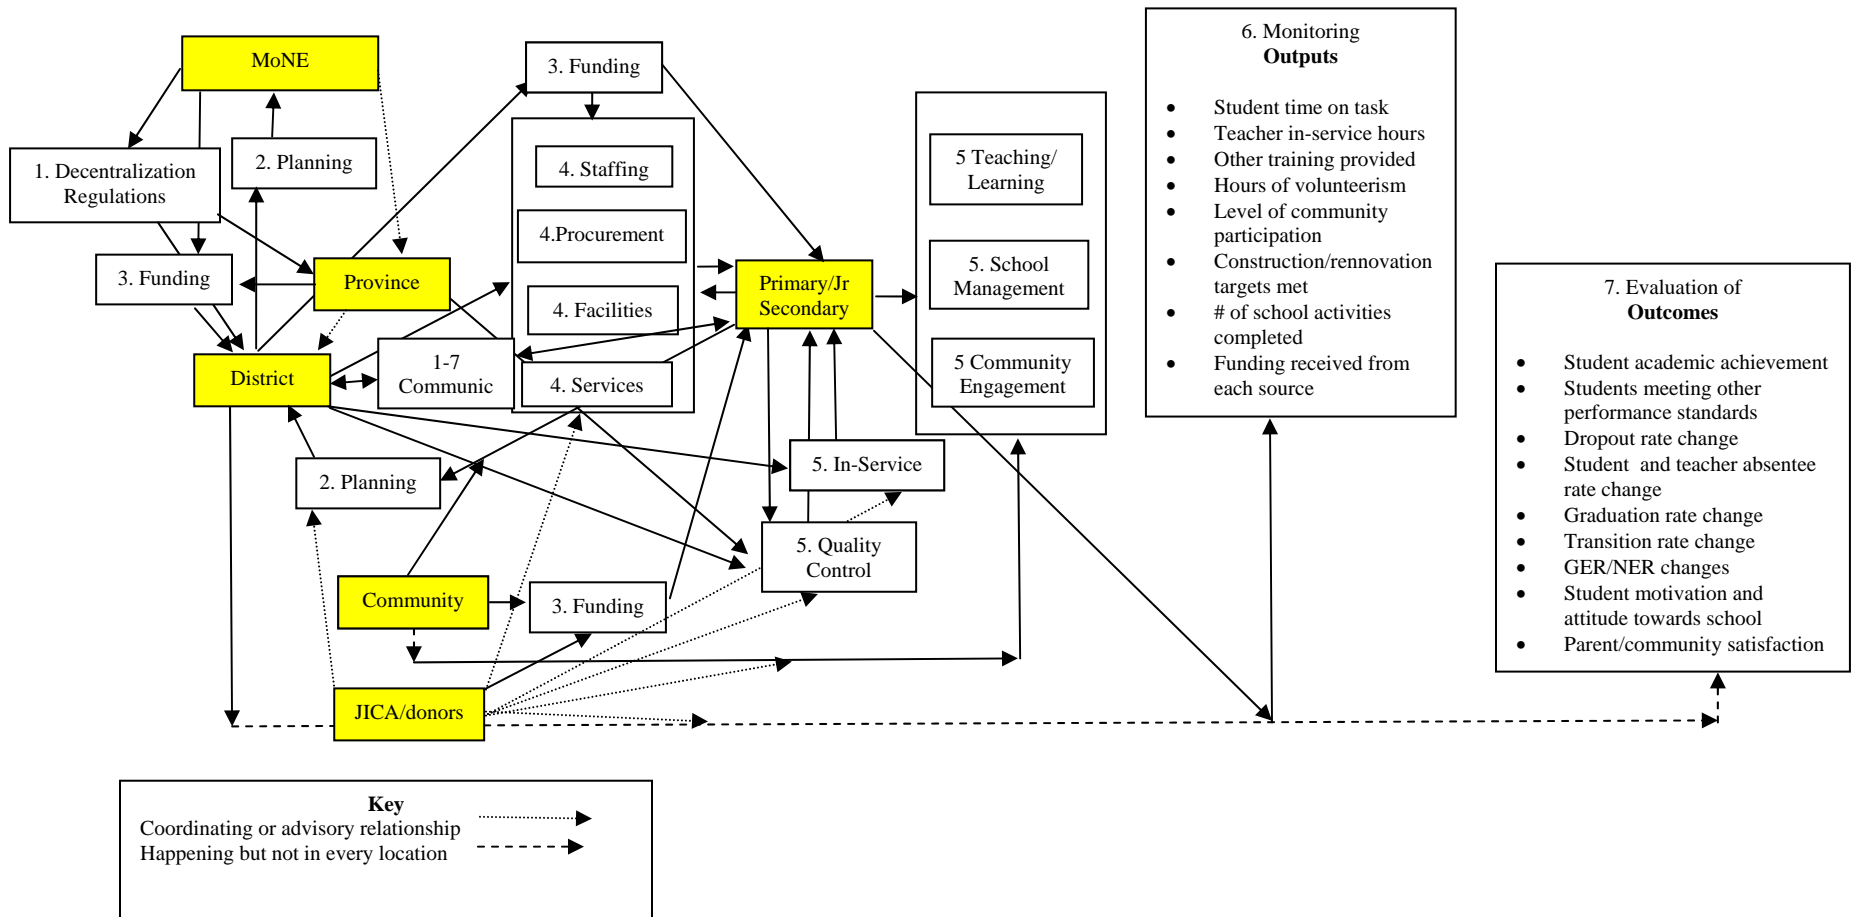 MoNE
3. Funding
2. Planning
1. Decentralization
Regulations
3. Funding
Province
District
1-7
Communic
4. Staffing
4.Procurement
4. Facilities
4. Services
Primary/Jr
Secondary
5 Teaching/
Learning
5. School
Management
5 Community
Engagement
2. Planning
5. In-Service
5. Quality
Control
Community
3. Funding
JICA/donors
6. Monitoring
Outputs
• Student time on task
• Teacher in-service hours
• Other training provided
• Hours of volunteerism
• Level of community
participation
• Construction/rennovation
targets met
• # of school activities
completed
• Funding received from
each source
7. Evaluation of
Outcomes
• Student academic achievement
• Students meeting other
performance standards
• Dropout rate change
• Student and teacher absentee
rate change
• Graduation rate change
• Transition rate change
• GER/NER changes
• Student motivation and
attitude towards school
• Parent/community satisfaction
Key
Coordinating or advisory relationship
Happening but not in every location